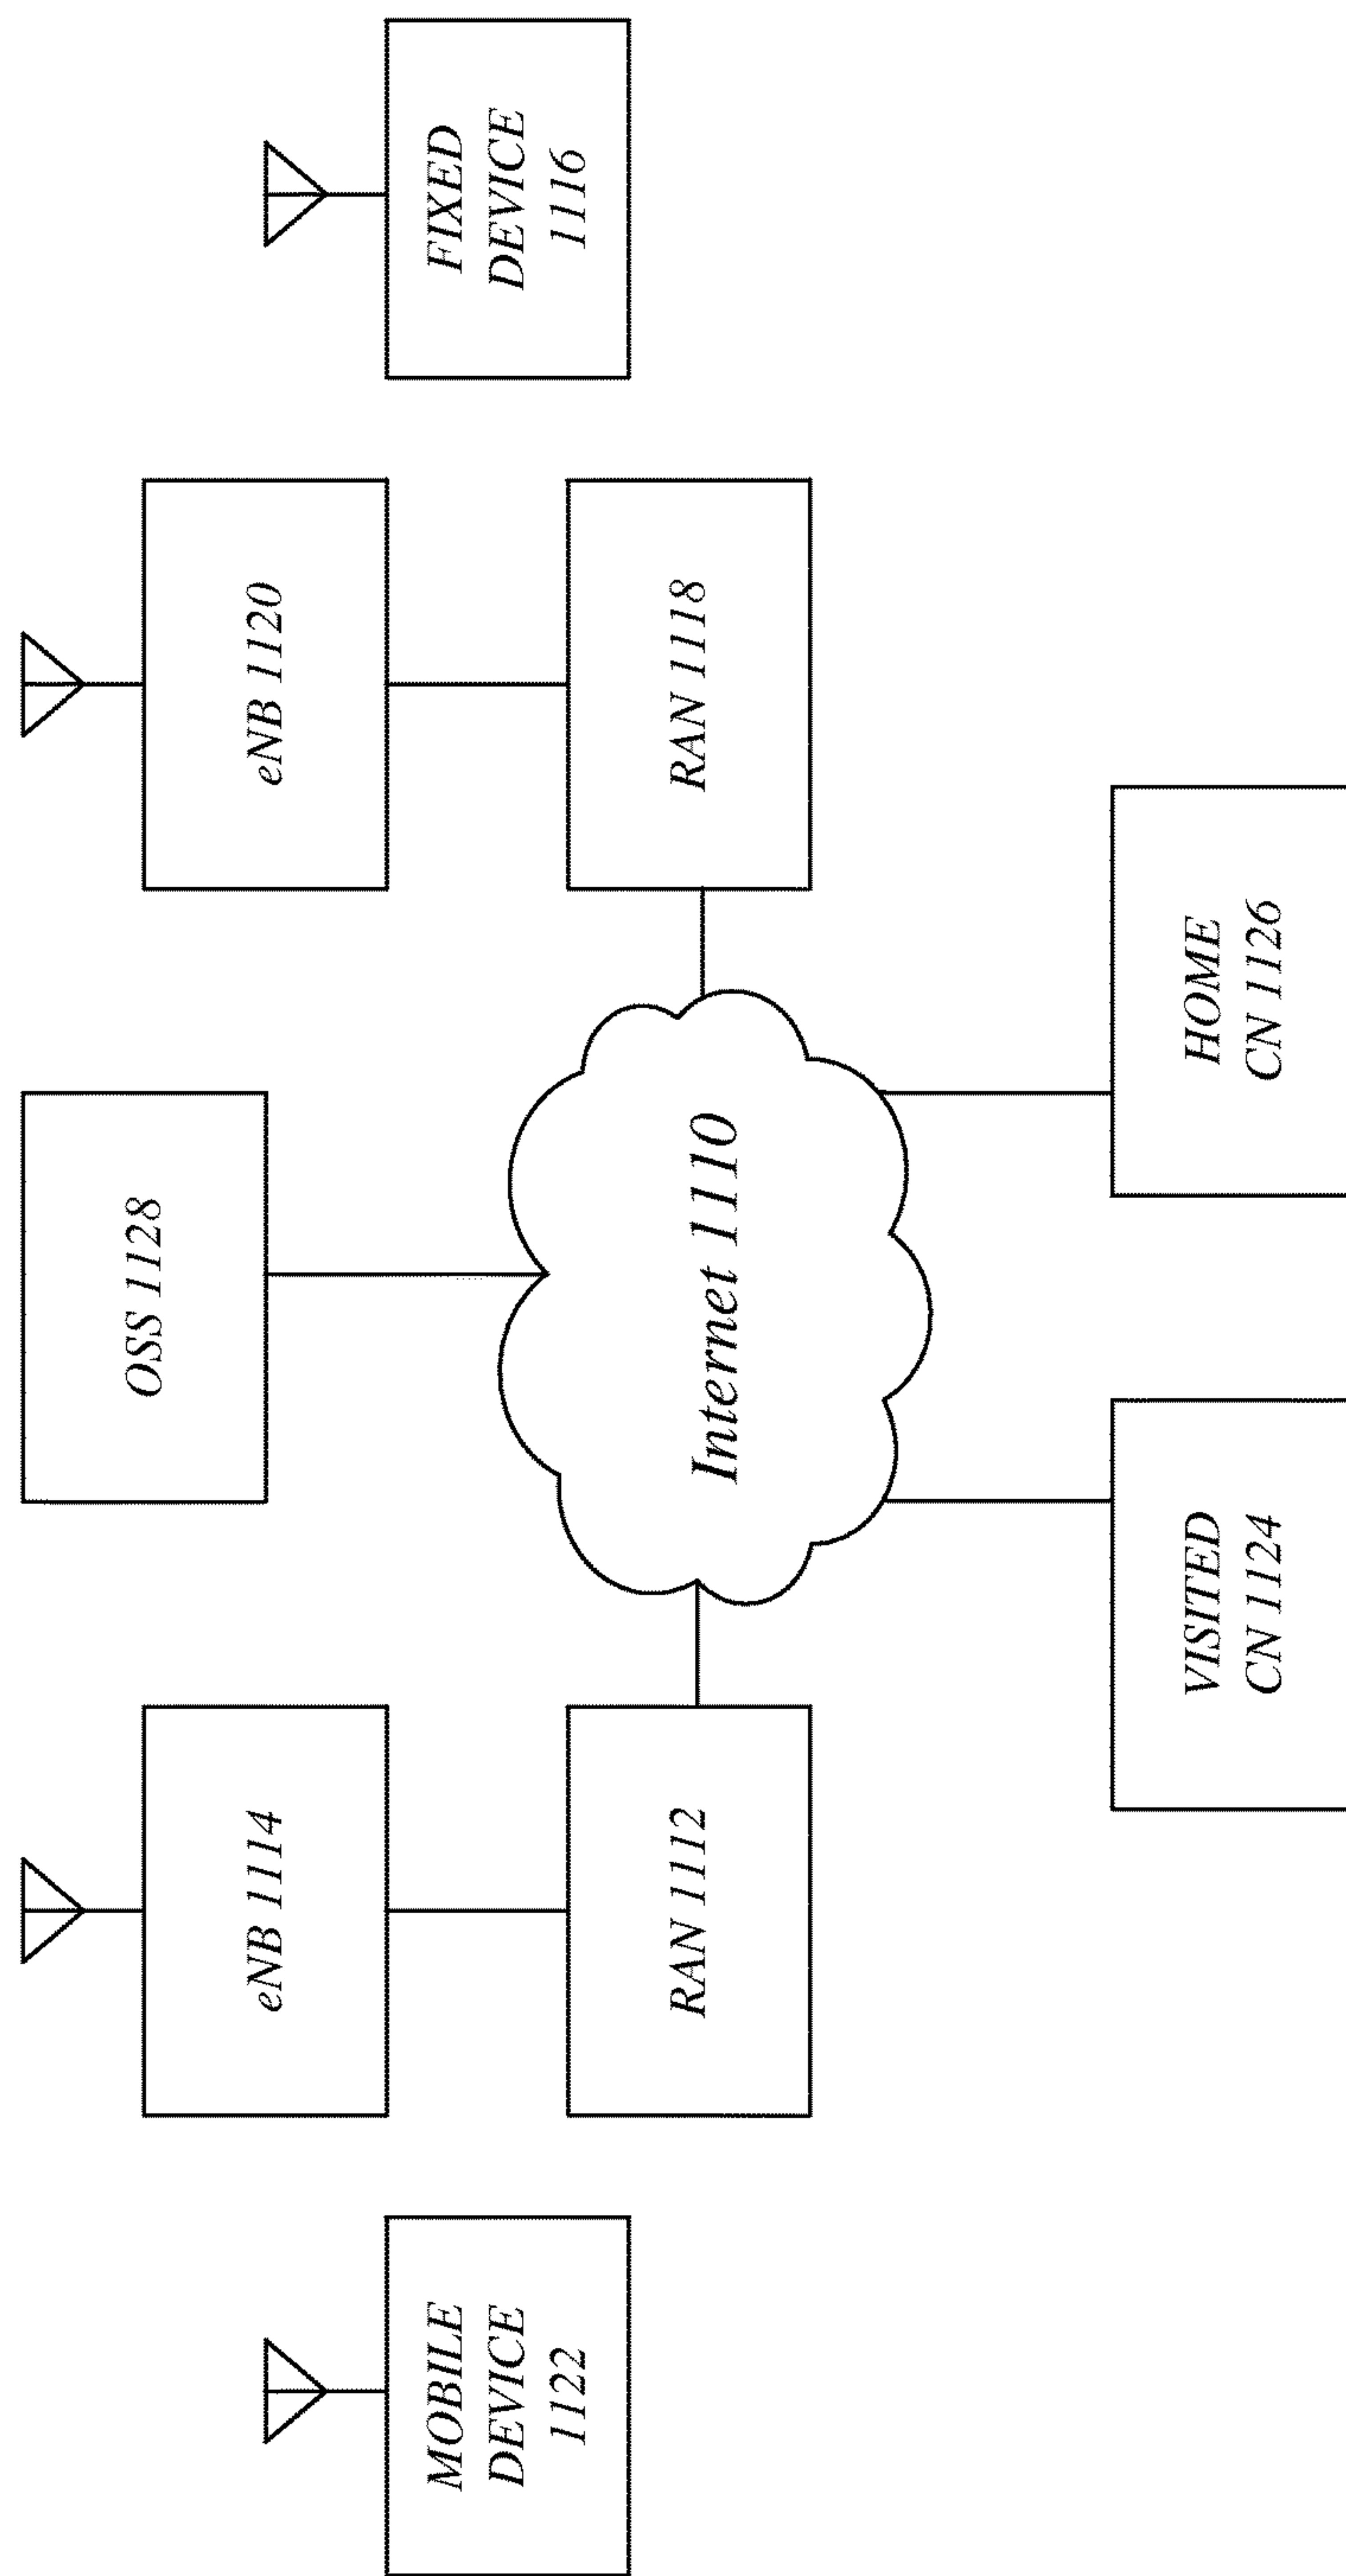 OSS 1128
eNB 1114
eNB 1120
MOBILE
DEVICE
1122
FIXED
DEVICE
1116
RAN 1112
Internet 1110
RAN 1118
VISITED
CN 1124
HOME
CN 1126